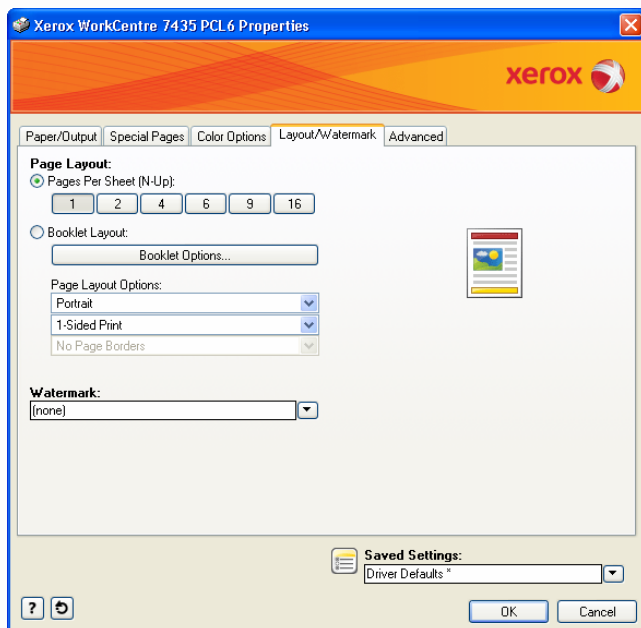 Xerox WorkCentre 7435 PCL6 Properties
xerox
Paper/Output Special Pages Color Options Layout/Watermark Advanced
Page Layout:
Pages Per Sheet (N-Up):
1 2 4 6 9 16
Booklet Layout:
Booklet Options...
Page Layout Options:
Portrait
1-Sided Print
No Page Borders
Watermark:
(none)
Saved Settings:
Driver Defaults *
?
OK Cancel